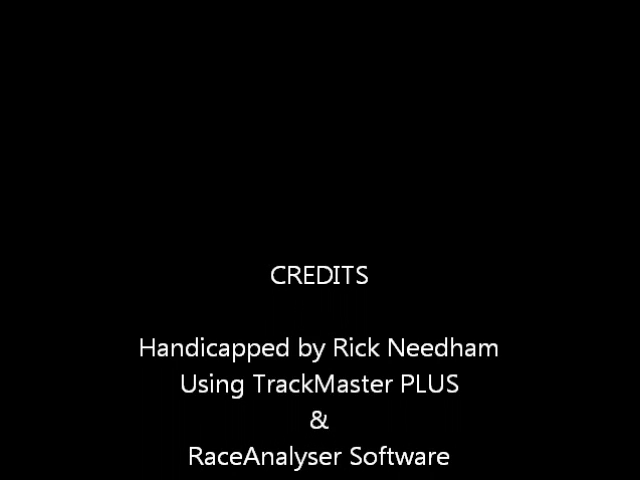 CREDITS
Handicapped by Rick Needham
Using TrackMaster PLUS
&
RaceAnalyser Software